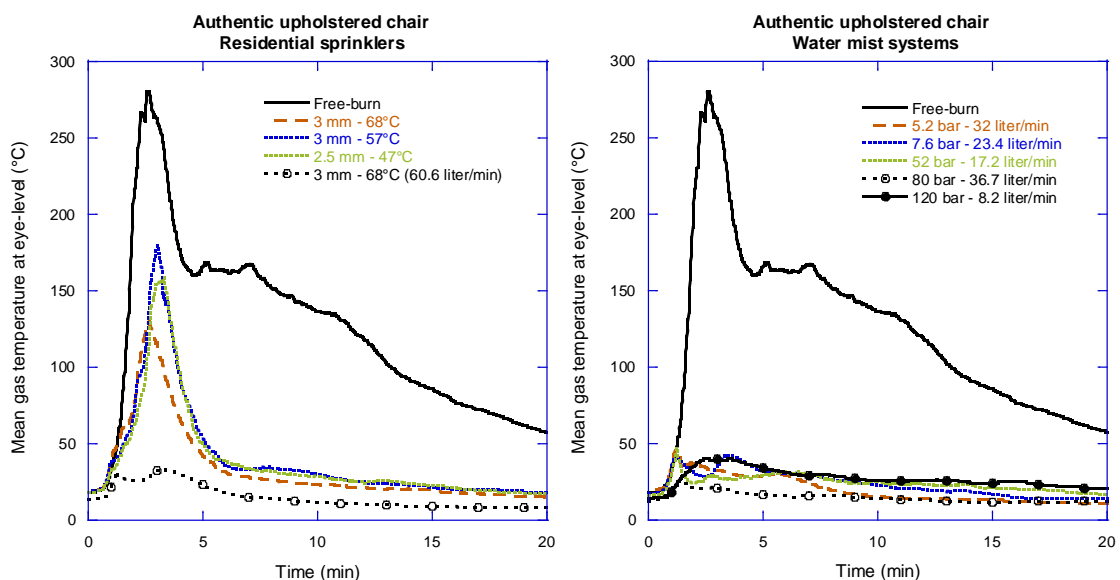 Authentic upholstered chair
Residential sprinklers
300
250
200
150
100
50
0
Mean gas temperature at eye-level (°C)
Free-burn
3 mm - 68°C
3 mm - 57°C
2.5 mm - 47°C
3 mm - 68°C (60.6 liter/min)
0
5
10
15
20
Time (min)
Authentic upholstered chair
Water mist systems
300
250
200
150
100
50
0
Mean gas temperature at eye-level (°C)
Free-burn
5.2 bar - 32 liter/min)
7.6 bar - 23.4 liter/min)
52 bar - 17.2 liter/min)
80 bar - 36.7 liter/min)
120 bar - 8.2 liter/min)
0
5
10
15
20
Time (min)